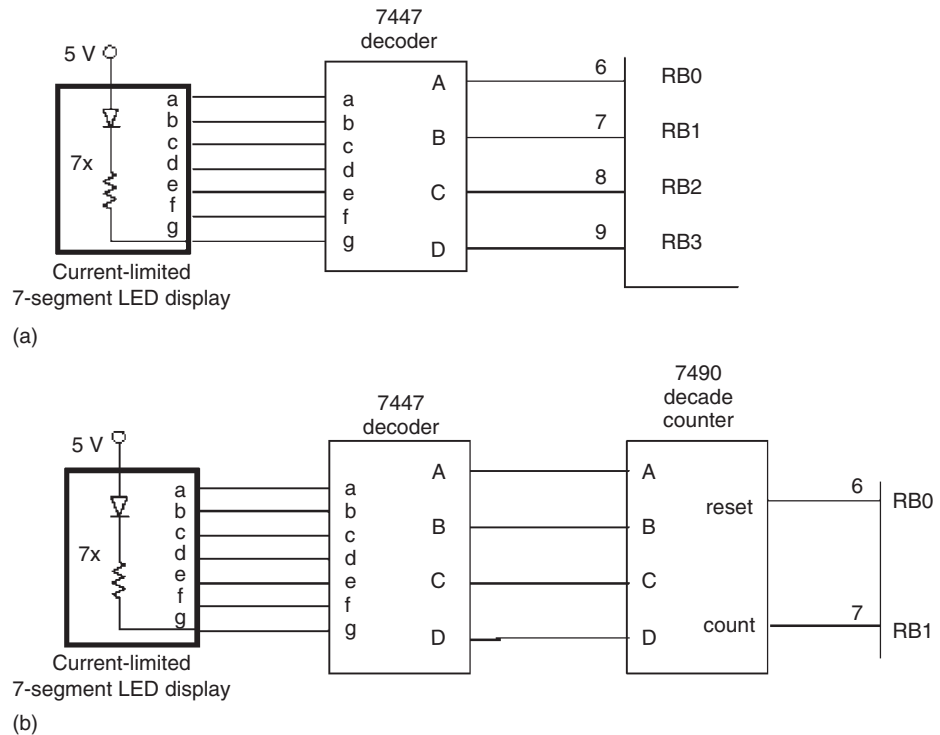 7447
decoder
5 V
A
6
RB0
a
a
b
b
B
7
RB1
c
c
7x
d
d
e
e
C
8
RB2
f
f
g
g
D
9
RB3
Current-limited
7-segment LED display
(a)
7490
decade
counter
7447
decoder
5 V
A
A
a
a
reset
6
RB0
b
b
B
B
c
c
7x
d
d
e
e
C
C
f
f
count
7
RB1
g
g
D
D
Current-limited
7-segment LED display
(b)